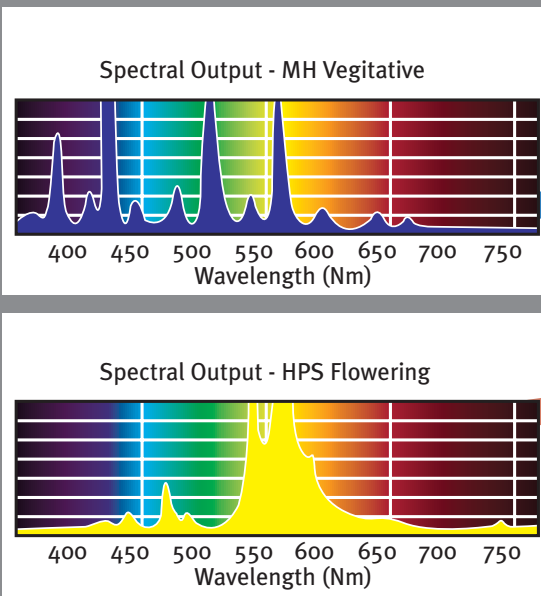 Spectral Output - MH Vegitative
400 450 500 550 600 650 700 750
Wavelength (Nm)
Spectral Output - HPS Flowering
400 450 500 550 600 650 700 750
Wavelength (Nm)